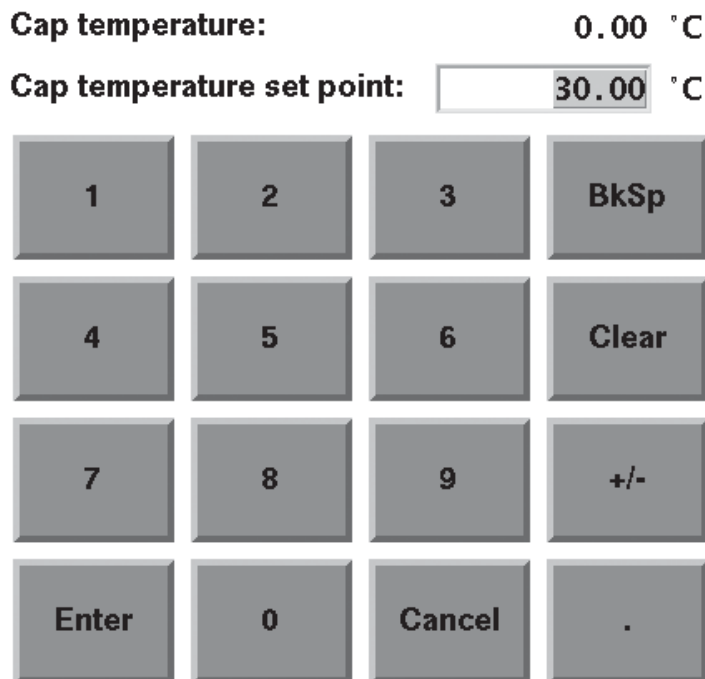 Cap temperature: 0.00 °C
Cap temperature set point: 30.00 °C
1 2 3 BkSp
4 5 6 Clear
7 8 9 +/-
Enter 0 Cancel .